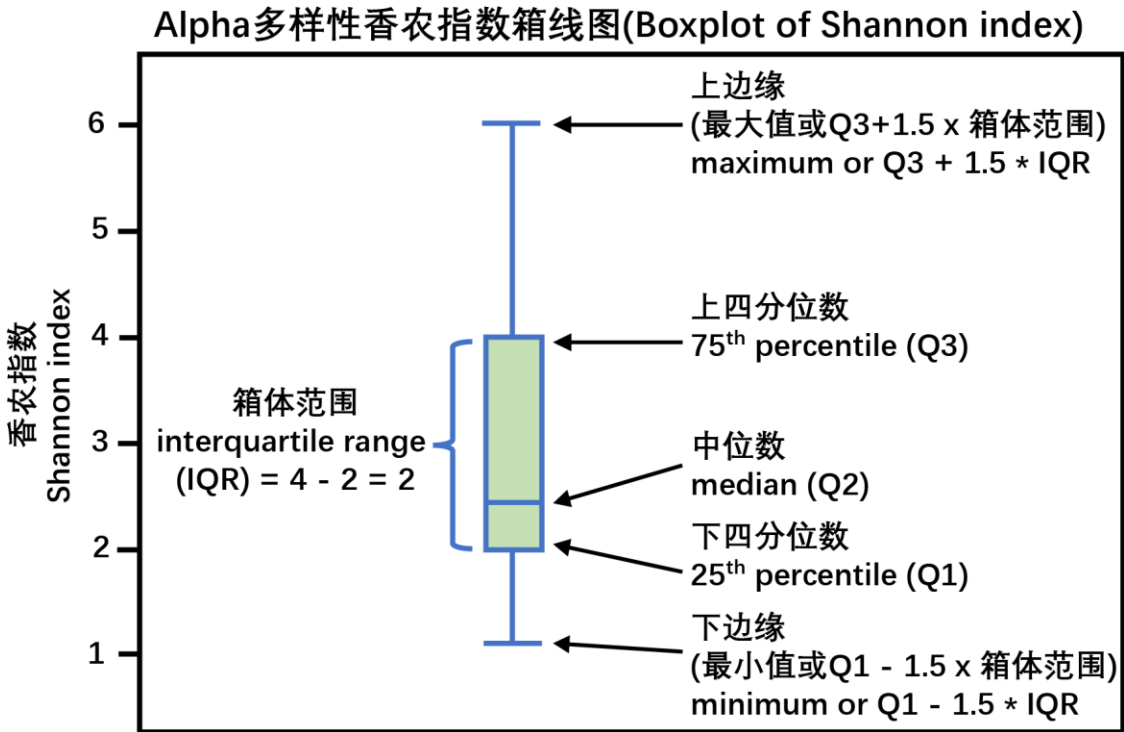 Alpha多样性香农指数箱线图(Boxplot of Shannon index)
香农指数
Shannon index
6
5
4
3
2
1
箱体范围
interquartile range
(IQR) = 4 - 2 = 2
上边缘
(最大值或Q3+1.5 x 箱体范围)
maximum or Q3 + 1.5 * IQR
上四分位数
75th percentile (Q3)
中位数
median (Q2)
下四分位数
25th percentile (Q1)
下边缘
(最小值或Q1 - 1.5 x 箱体范围)
minimum or Q1 - 1.5 * IQR